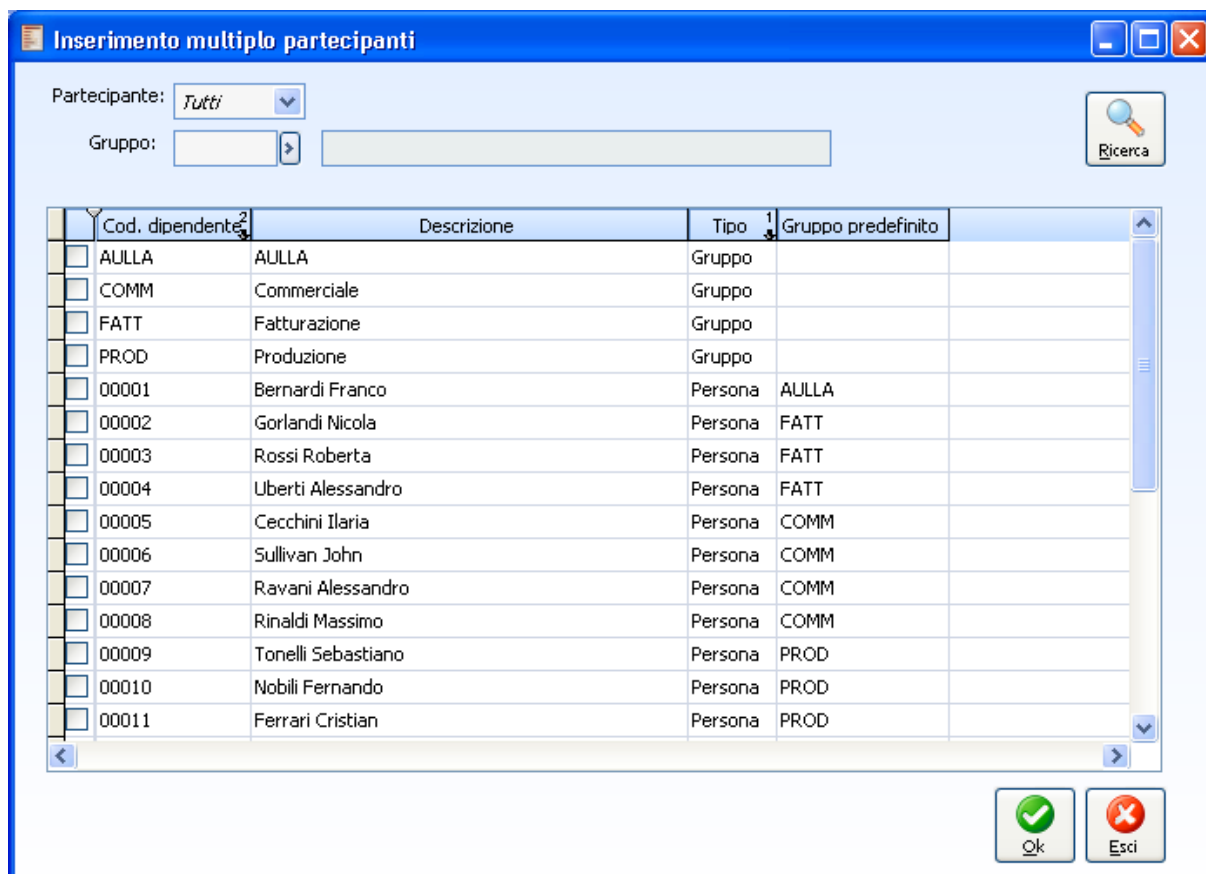 Inserimento multiplo partecipanti
Partecipante: Tutti
Gruppo:
Ricerca
Cod. dipendente 2 Descrizione Tipo 1 Gruppo predefinito
AULLA AULLA Gruppo
COMM Commerciale Gruppo
FATT Fatturazione Gruppo
PROD Produzione Gruppo
00001 Bernardi Franco Persona AULLA
00002 Gorlandi Nicola Persona FATT
00003 Rossi Roberta Persona FATT
00004 Uberti Alessandro Persona FATT
00005 Cecchini Ilaria Persona COMM
00006 Sullivan John Persona COMM
00007 Ravani Alessandro Persona COMM
00008 Rinaldi Massimo Persona COMM
00009 Tonelli Sebastiano Persona PROD
00010 Nobili Fernando Persona PROD
00011 Ferrari Cristian Persona PROD
Ok Esci